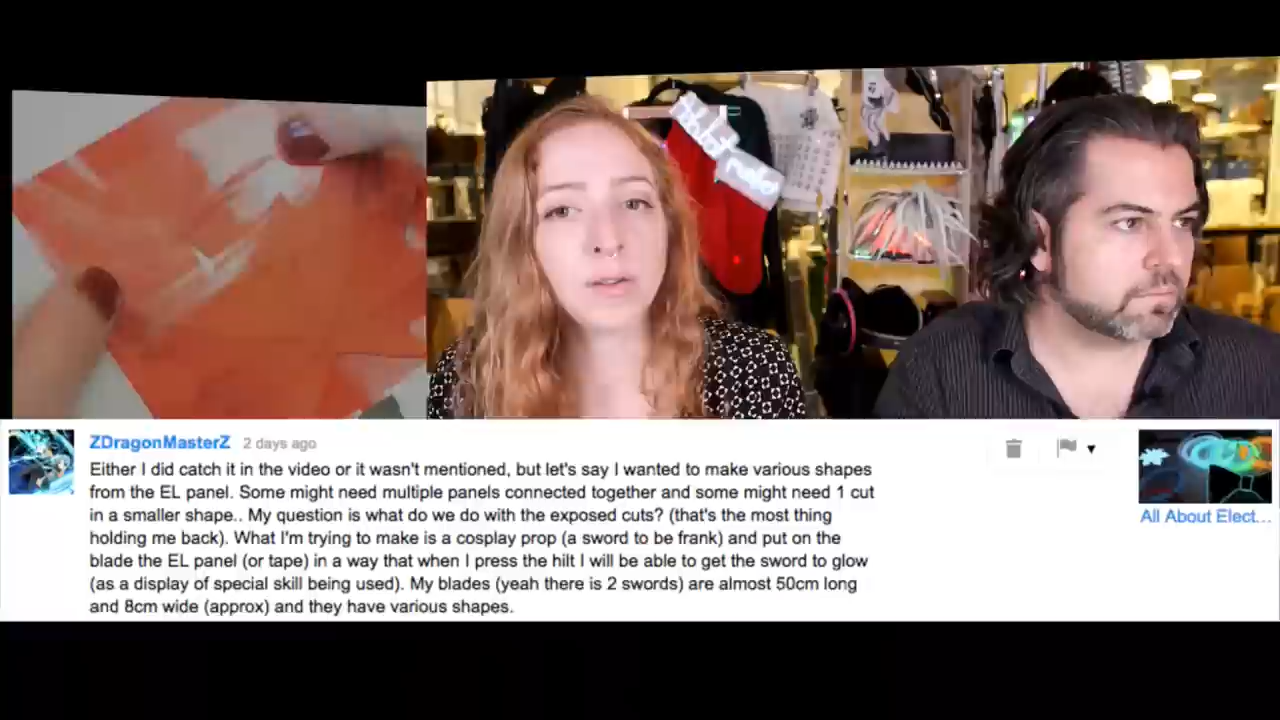 ZDragonMasterZ 2 days ago
Either I did catch it in the video or it wasn't mentioned, but let's say I wanted to make various shapes
from the EL panel. Some might need multiple panels connected together and some might need 1 cut
in a smaller shape.. My question is what do we do with the exposed cuts? (that's the most thing
holding me back). What I'm trying to make is a cosplay prop (a sword to be frank) and put on the
blade the EL panel (or tape) in a way that when I press the hilt I will be able to get the sword to glow
(as a display of special skill being used). My blades (yeah there is 2 swords) are almost 50cm long
and 8cm wide (approx) and they have various shapes.
All About Elect...